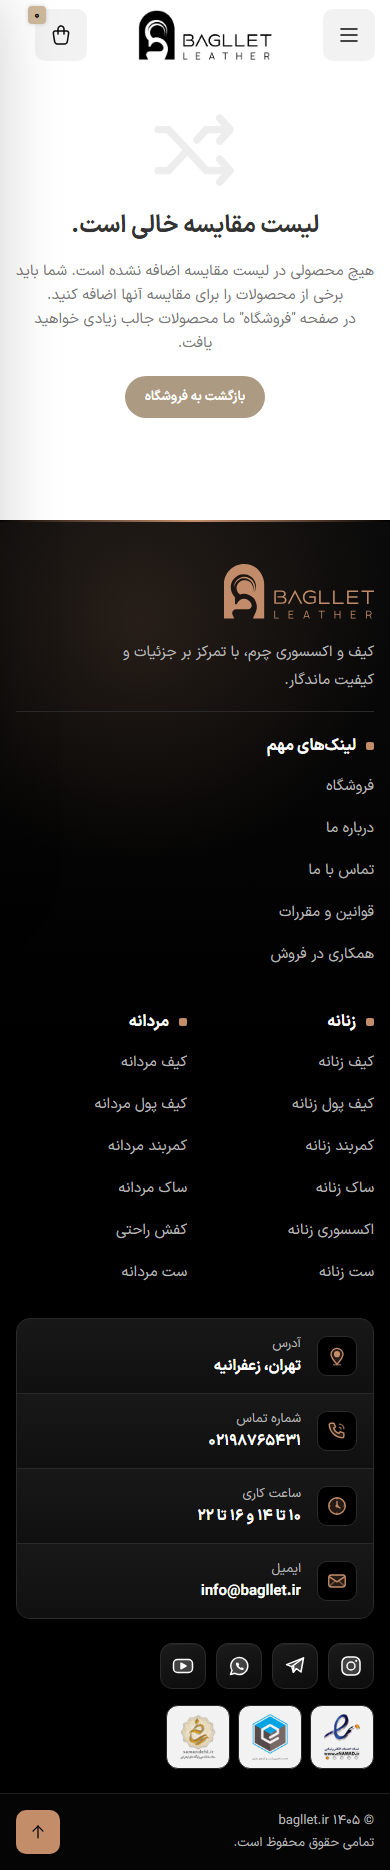 ۰
BAGLLET
LEATHER
لیست مقایسه خالی است.
هیچ محصولی در لیست مقایسه اضافه نشده است. شما باید
برخی از محصولات را برای مقایسه آنها اضافه کنید.
در صفحه "فروشگاه" ما محصولات جالب زیادی خواهید
یافت.
بازگشت به فروشگاه
BAGLLET
LEATHER
کیف و اکسسوری چرم، با تمرکز بر جزئیات و
کیفیت ماندگار.
لینک‌های مهم
فروشگاه
درباره ما
تماس با ما
قوانین و مقررات
همکاری در فروش
زنانه
کیف زنانه
کیف پول زنانه
کمربند زنانه
ساک زنانه
اکسسوری زنانه
ست زنانه
مردانه
کیف مردانه
کیف پول مردانه
کمربند مردانه
ساک مردانه
کفش راحتی
ست مردانه
آدرس
تهران، زعفرانیه
شماره تماس
۰۲۱۹۸۷۶۵۴۳۱
ساعت کاری
۱۰ تا ۱۴ و ۱۶ تا ۲۲
ایمیل
info@bagllet.ir
www.eNAMAD.ir
samandehi.ir
© ۱۴۰۵ bagllet.ir
تمامی حقوق محفوظ است.